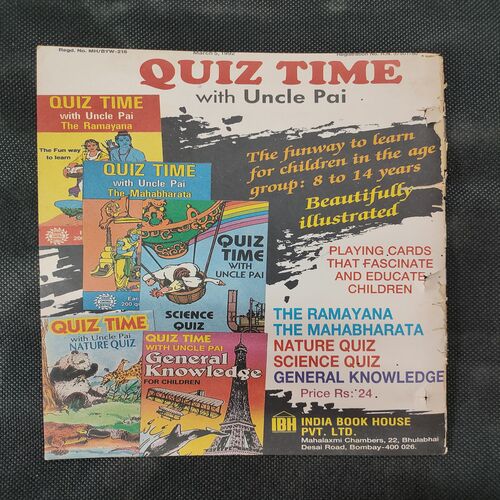 Regd. No. MH/BYW-216
March 5, 1992
QUIZ TIME
with Uncle Pai
The funway to learn
for children in the age
group: 8 to 14 years
Beautifully
illustrated
QUIZ TIME
with Uncle Pai
The Ramayana
The Fun way
to learn
QUIZ TIME
with Uncle Pai
The Mahabharata
QUIZ
TIME
WITH
UNCLE PAI
SCIENCE
QUIZ
QUIZ TIME
with Uncle Pai
NATURE QUIZ
QUIZ TIME
WITH UNCLE PAI
General
Knowledge
FOR CHILDREN
PLAYING CARDS
THAT FASCINATE
AND EDUCATE
CHILDREN
THE RAMAYANA
THE MAHABHARATA
NATURE QUIZ
SCIENCE QUIZ
GENERAL KNOWLEDGE
Price Rs: 24.
IBH
INDIA BOOK HOUSE
PVT. LTD.
Mahalaxmi Chambers, 22, Bhulabhai
Desai Road, Bombay-400 026.